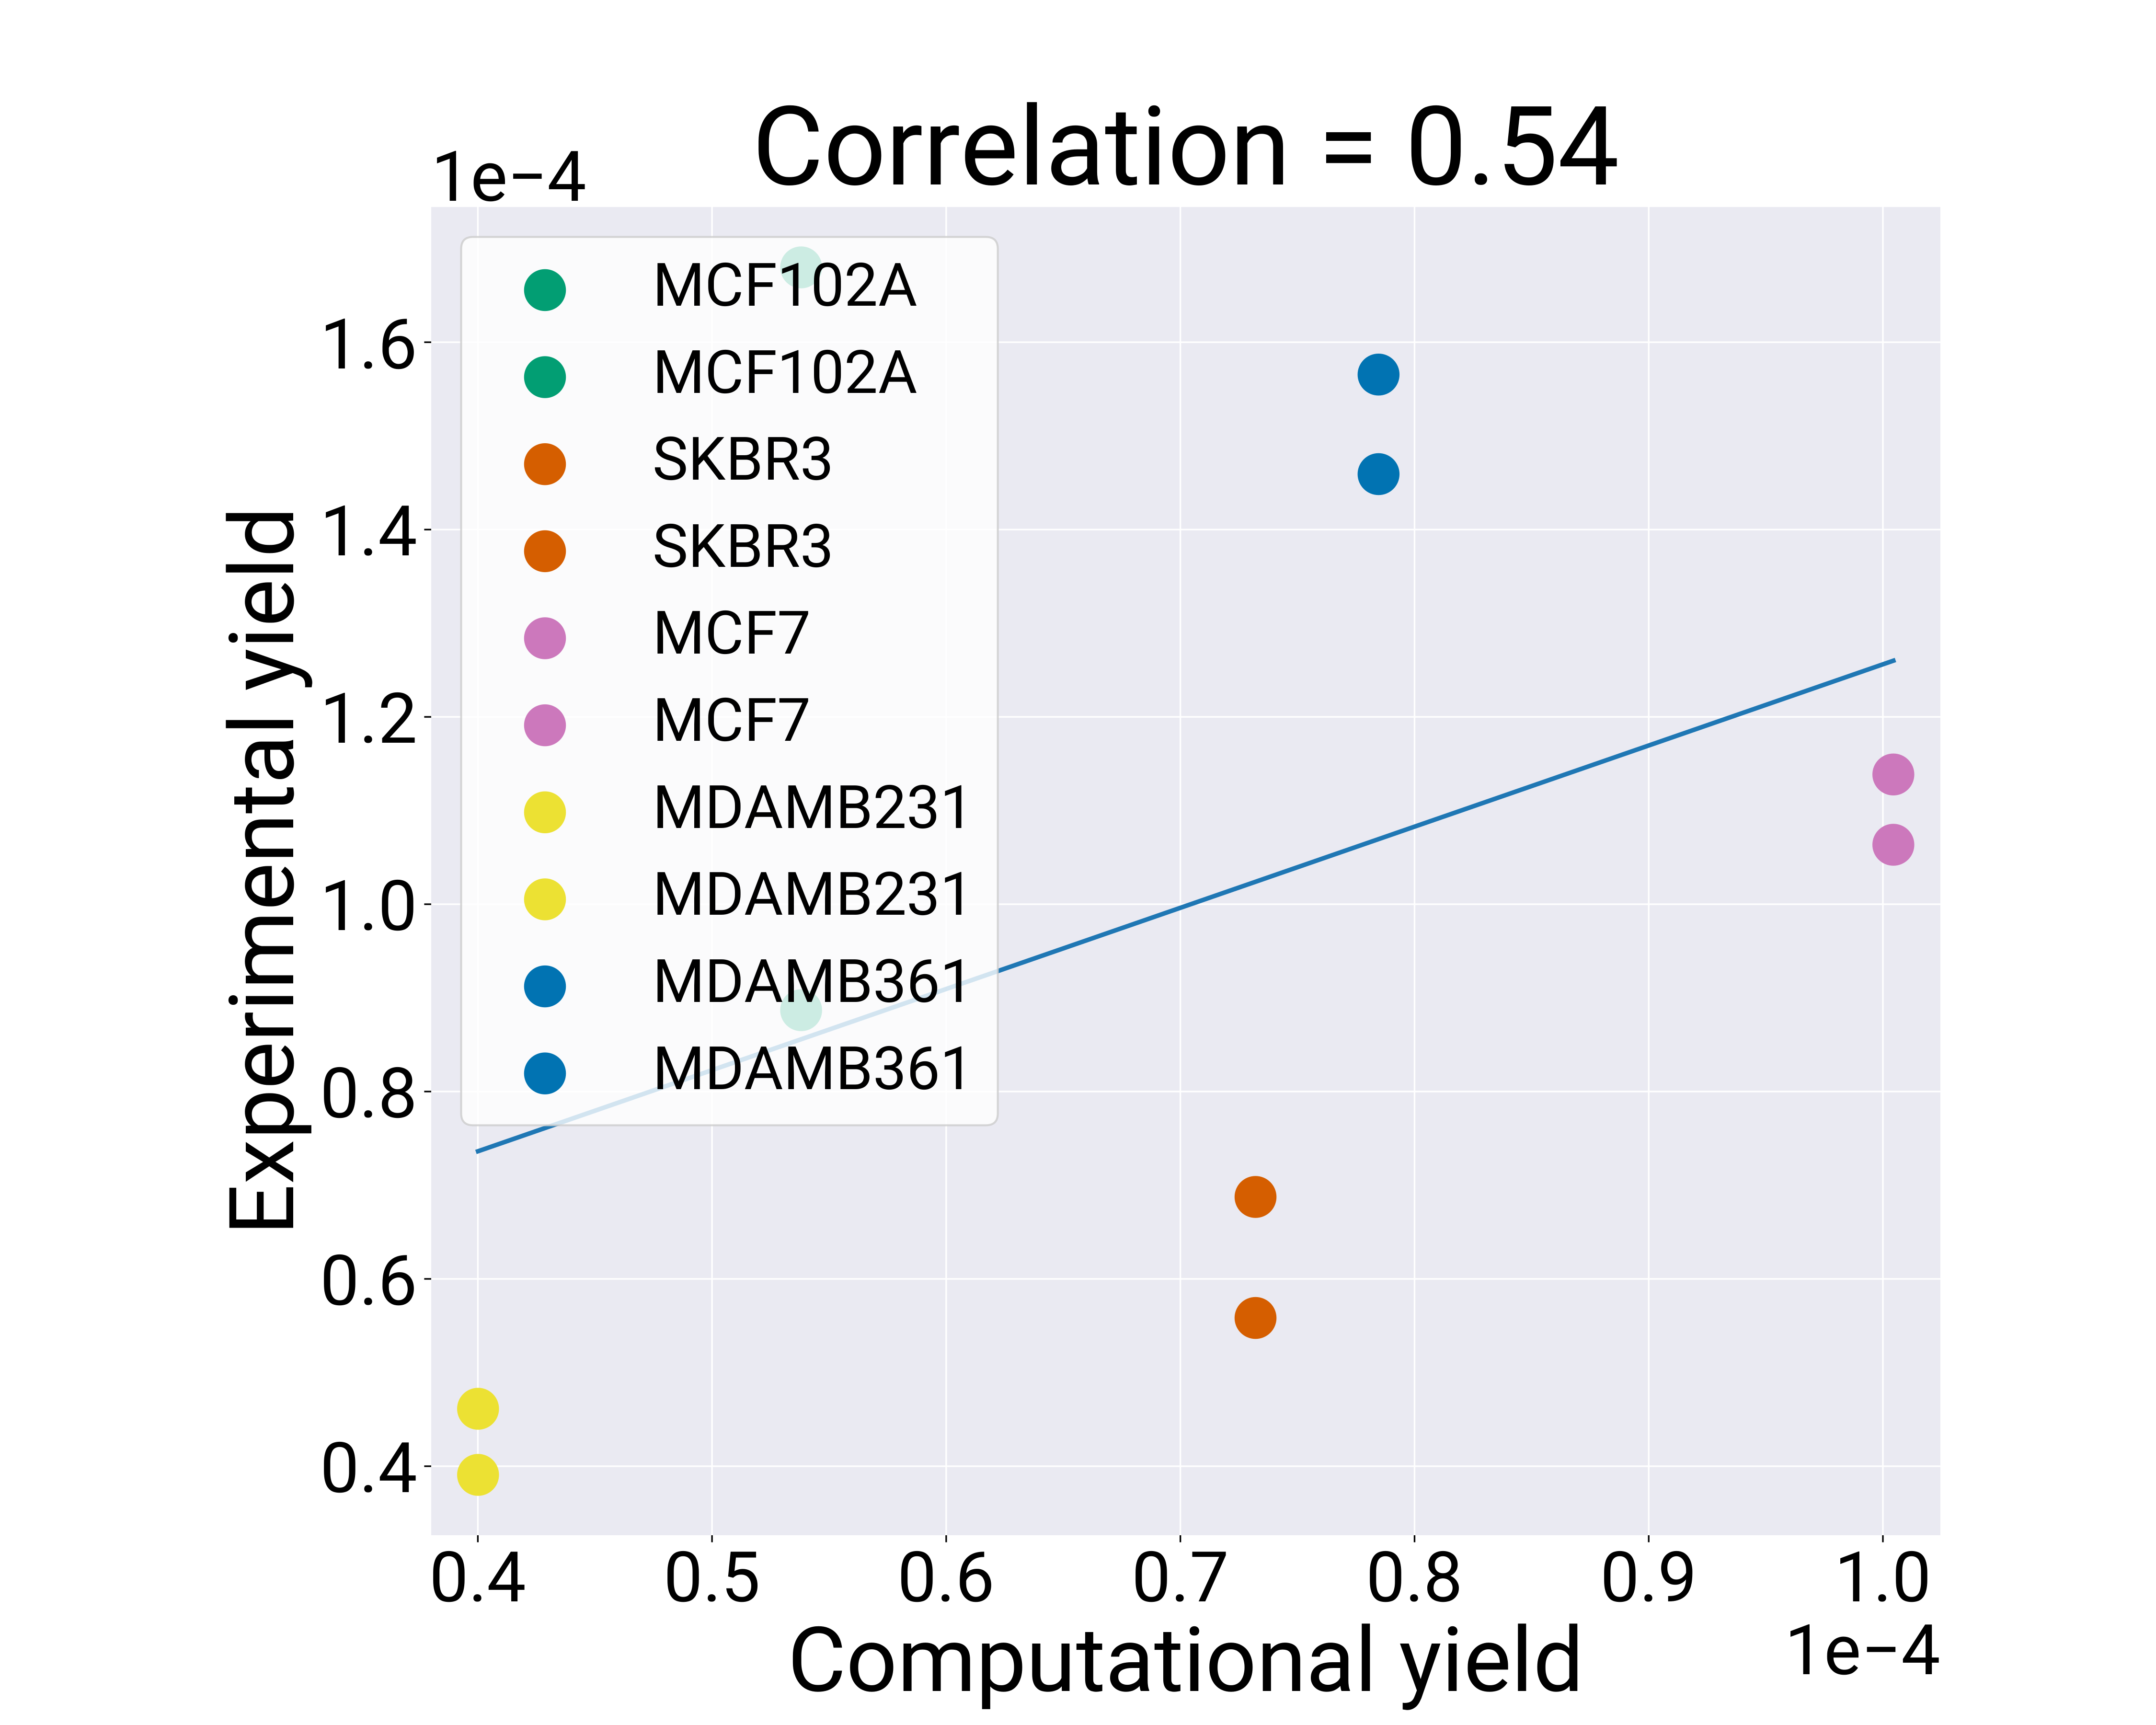 Correlation = 0.54
1e−4
MCF102A
MCF102A
SKBR3
SKBR3
MCF7
MCF7
MDAMB231
MDAMB231
MDAMB361
MDAMB361
1.6
1.4
1.2
1.0
0.8
0.6
0.4
Experimental yield
0.4 0.5 0.6 0.7 0.8 0.9 1.0
Computational yield
1e−4